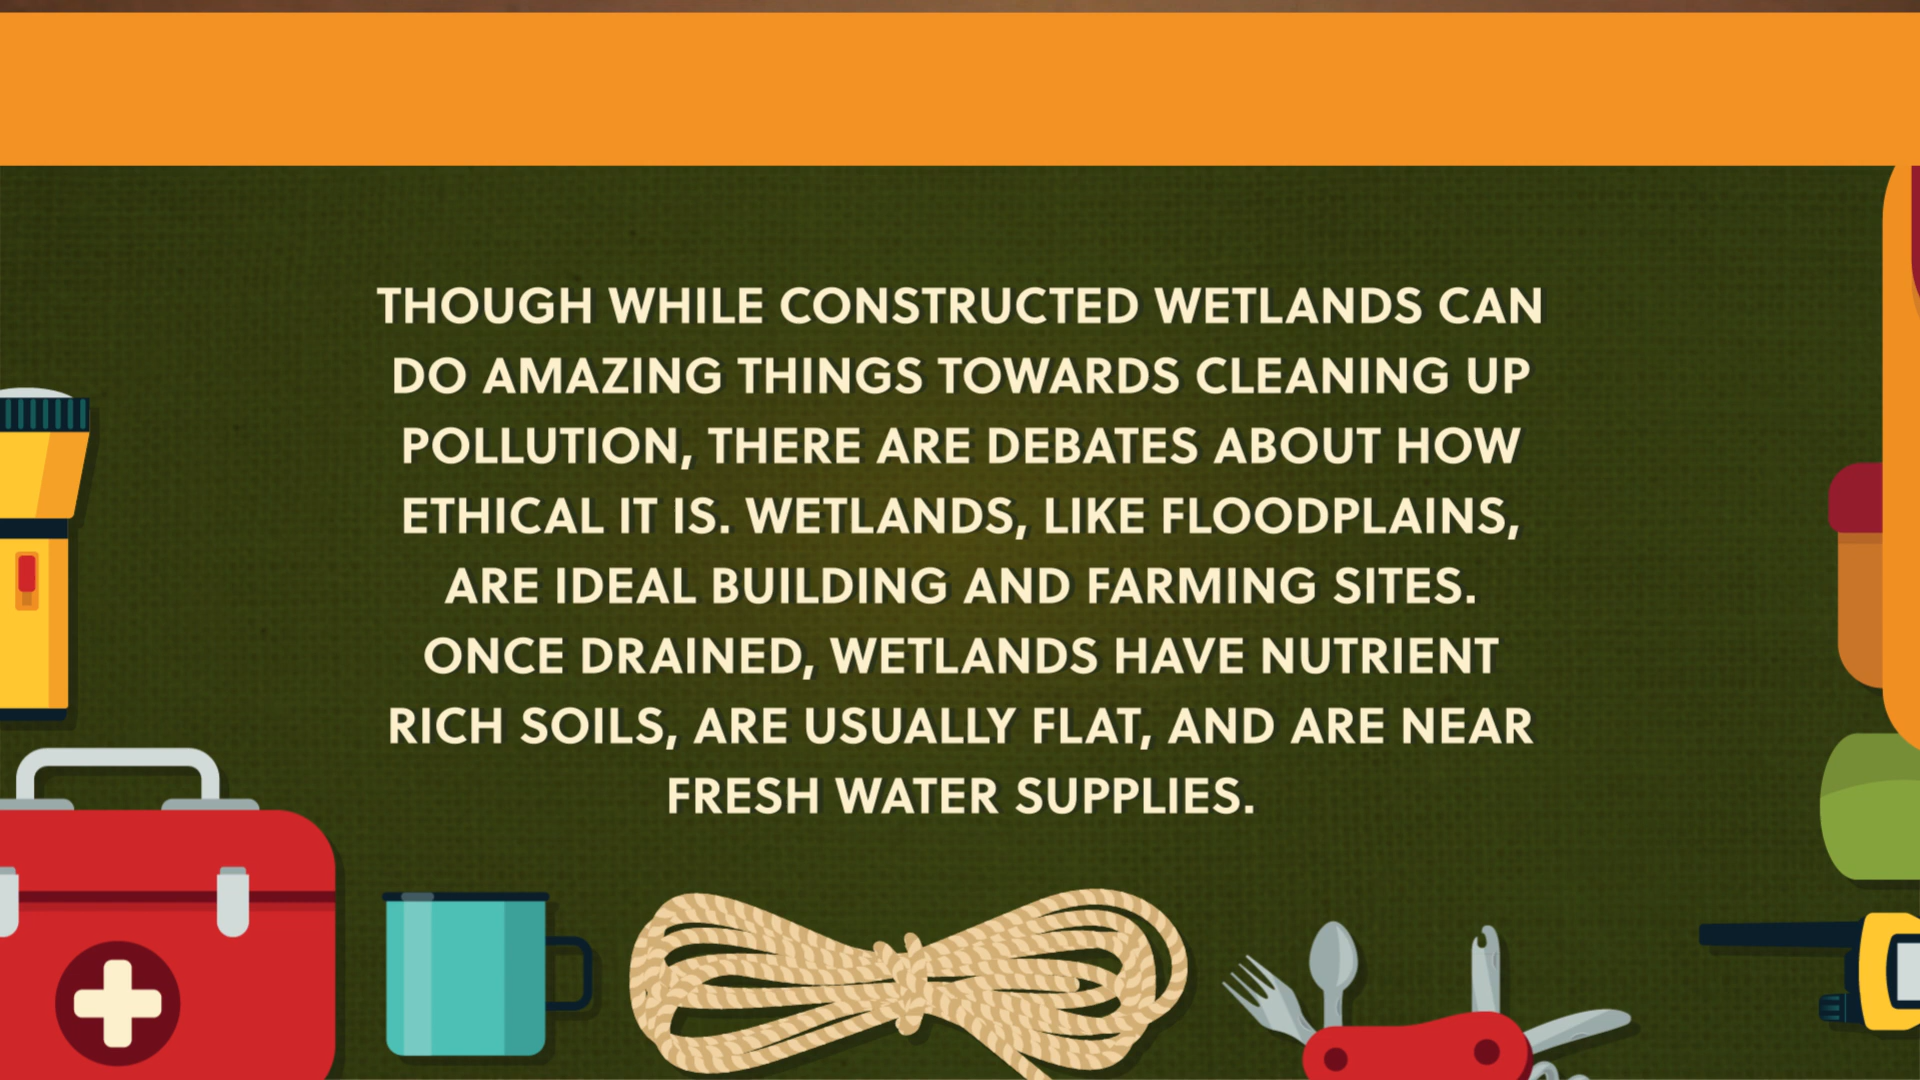 THOUGH WHILE CONSTRUCTED WETLANDS CAN
DO AMAZING THINGS TOWARDS CLEANING UP
POLLUTION, THERE ARE DEBATES ABOUT HOW
ETHICAL IT IS. WETLANDS, LIKE FLOODPLAINS,
ARE IDEAL BUILDING AND FARMING SITES.
ONCE DRAINED, WETLANDS HAVE NUTRIENT
RICH SOILS, ARE USUALLY FLAT, AND ARE NEAR
FRESH WATER SUPPLIES.